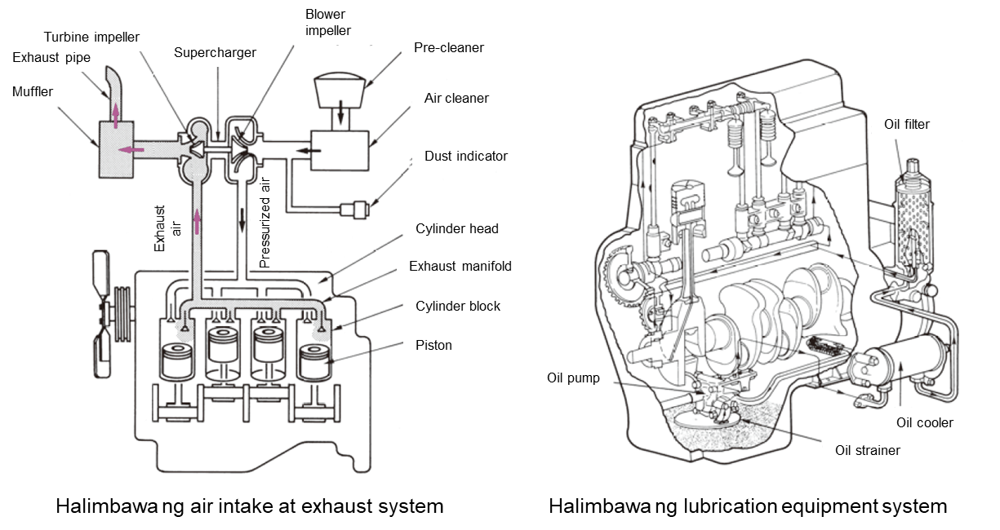 Blower
impeller
Turbine impeller
Supercharger
Pre-cleaner
Exhaust pipe
Muffler
Air cleaner
Dust indicator
Exhaust
air
Pressurized air
Cylinder head
Exhaust manifold
Cylinder block
Piston
Halimbawa ng air intake at exhaust system
Oil filter
Oil pump
Oil cooler
Oil strainer
Halimbawa ng lubrication equipment system